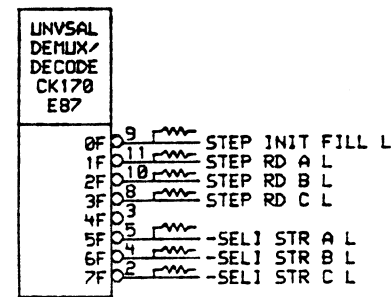 UNVSAL
DEMUX/
DECODE
CK170
E87
0F 9 STEP INIT FILL L
1F 11 STEP RD A L
2F 10 STEP RD B L
3F 8 STEP RD C L
4F 3
5F 5 -SEL1 STR A L
6F 4 -SEL1 STR B L
7F 2 -SEL1 STR C L